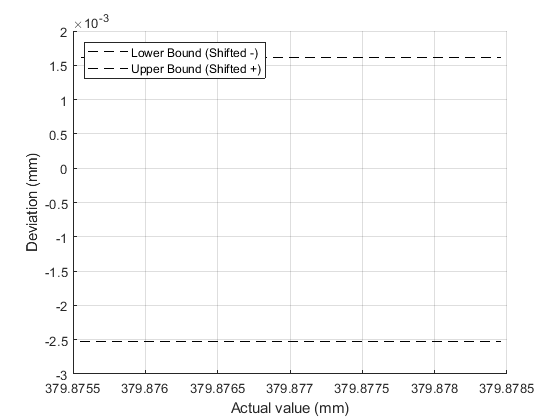 ×10-3
2
1.5
1
0.5
0
-0.5
-1
-1.5
-2
-2.5
-3
Deviation (mm)
Lower Bound (Shifted -)
Upper Bound (Shifted +)
379.8755 379.876 379.8765 379.877 379.8775 379.878 379.8785
Actual value (mm)